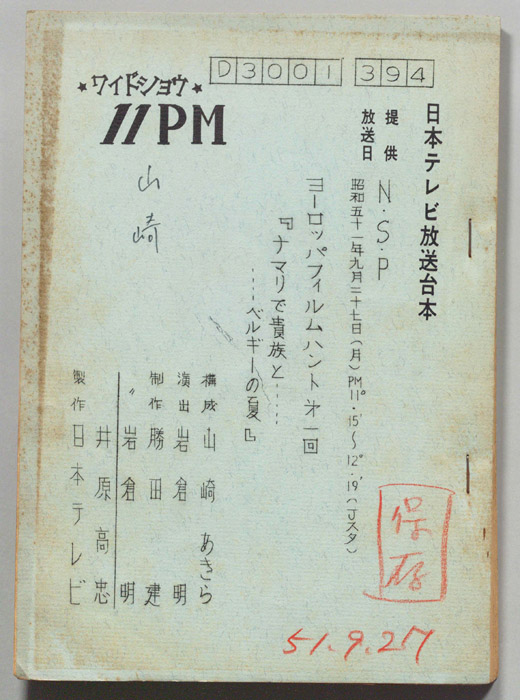 D3001 394
★ワイドショウ★
11PM
山崎
日本テレビ放送台本
提供 N・S・P
放送日 昭和五十一年九月二十七日(月)PM11°・15'〜12°・19'(Jスタ)
ヨーロッパフィルムハント 才一回
『ナマリで貴族と……
……ベルギーの夏』
構成 山崎 あきら
演出 岩倉 明
制作 勝田 建
〃 岩倉 明
井原高忠
製作 日本テレビ
保存
51.9.27